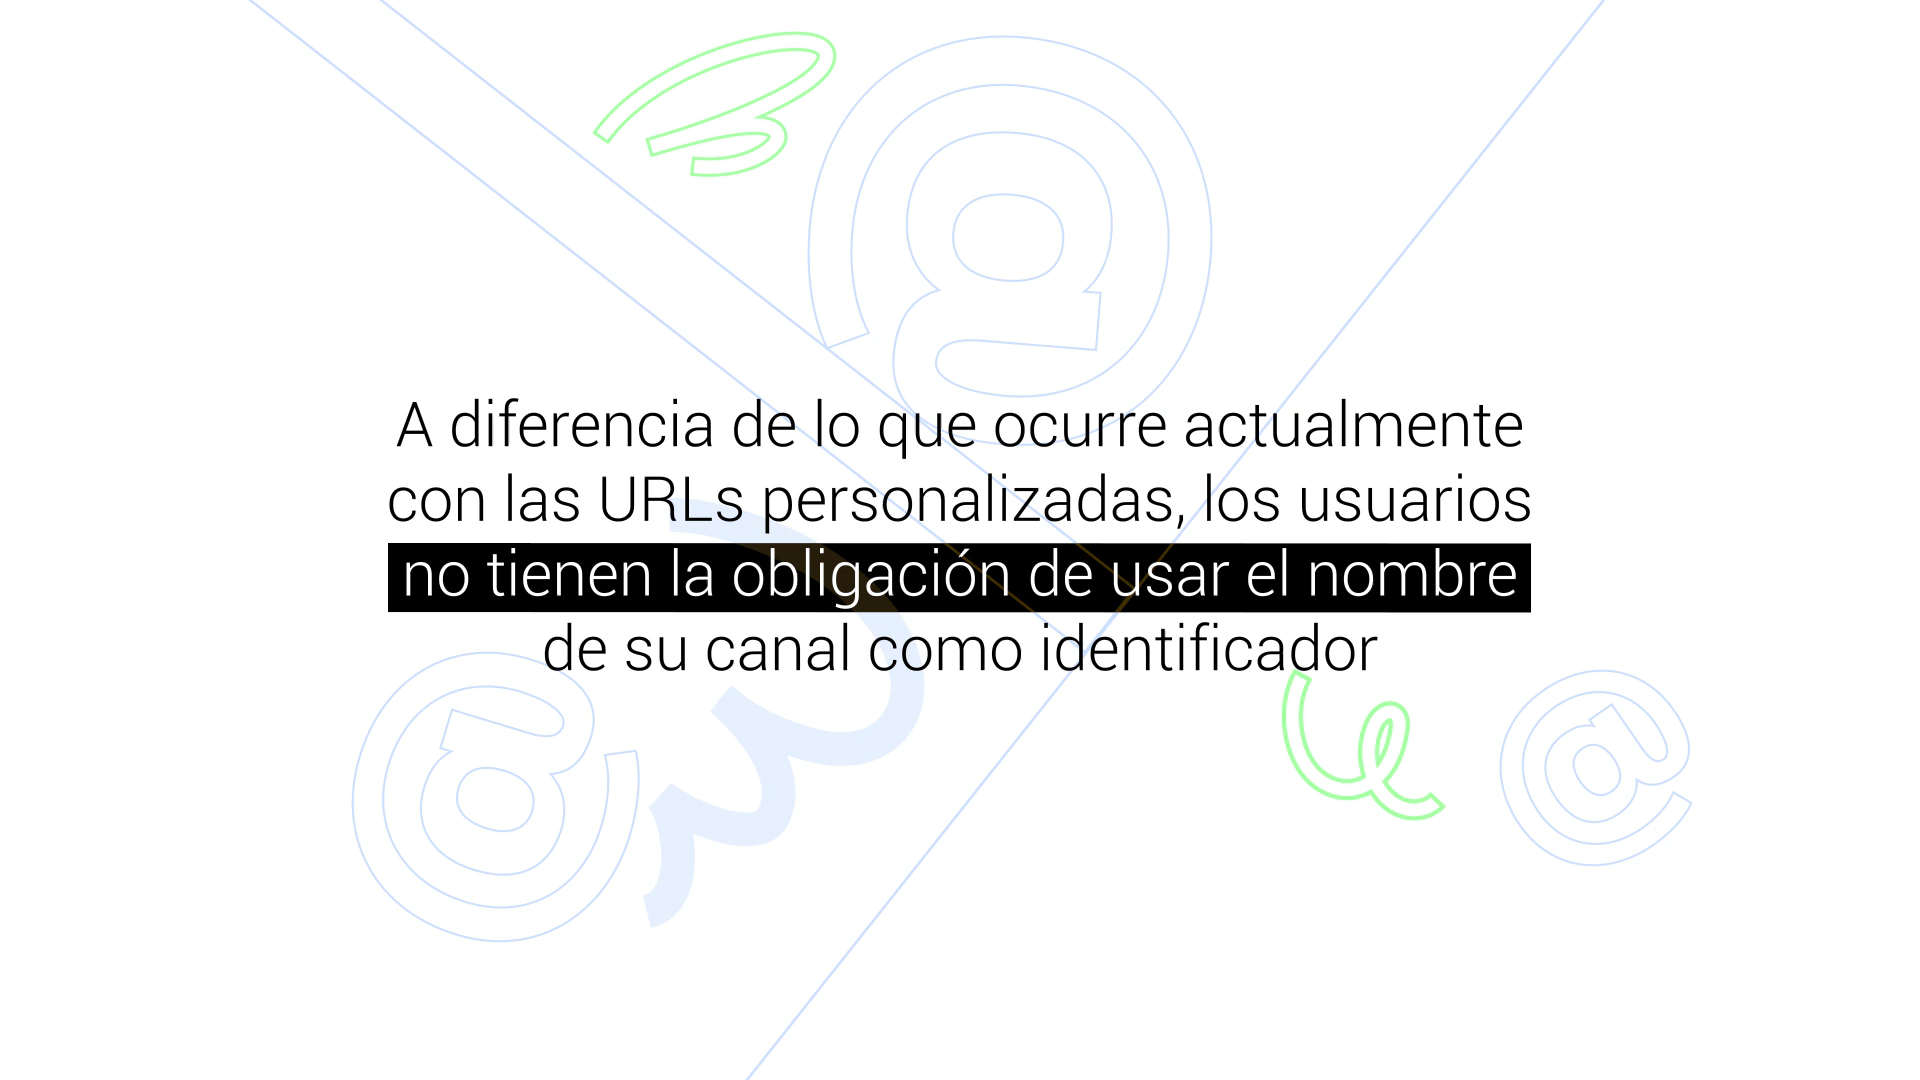 A diferencia de lo que ocurre actualmente
con las URLs personalizadas, los usuarios
no tienen la obligación de usar el nombre
de su canal como identificador